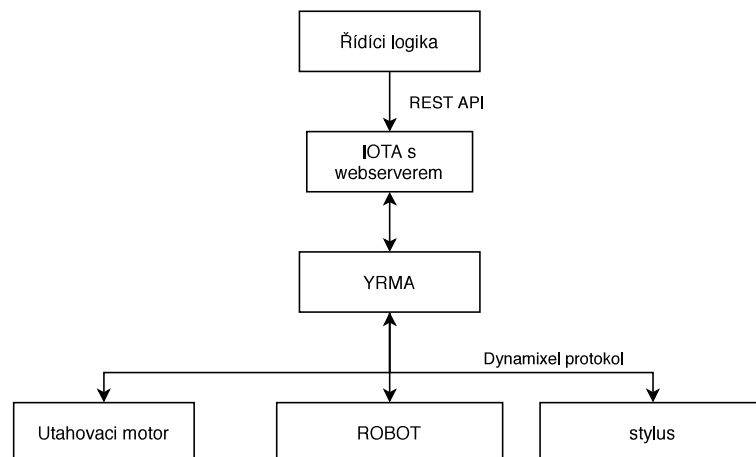 Řídíci logika
REST API
IOTA s
webserverem
YRMA
Dynamixel protokol
Utahovaci motor
ROBOT
stylus